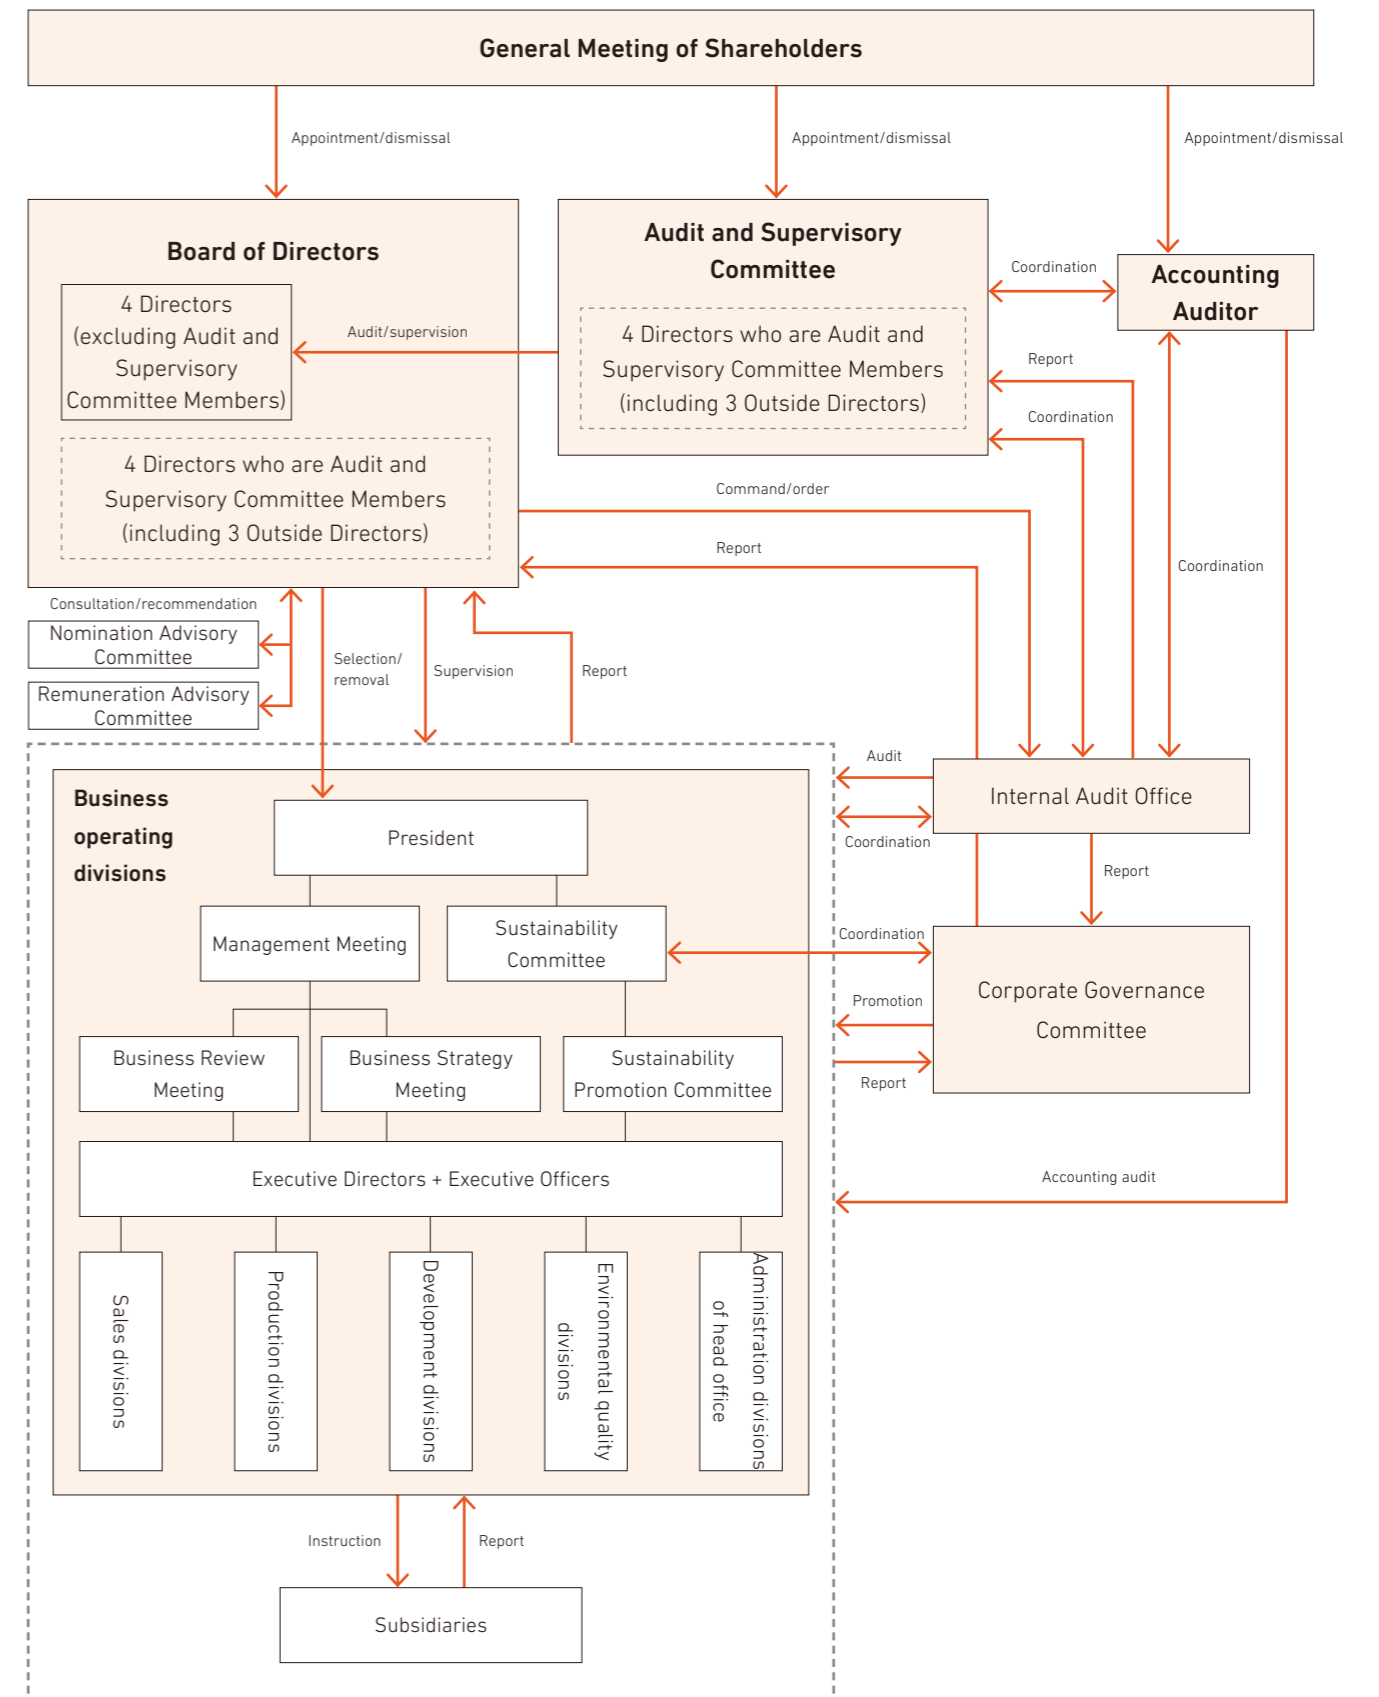 General Meeting of Shareholders
Appointment/dismissal
Appointment/dismissal
Appointment/dismissal
Board of Directors
4 Directors
(excluding Audit and
Supervisory
Committee Members)
4 Directors who are Audit and
Supervisory Committee Members
(including 3 Outside Directors)
Audit/supervision
Audit and Supervisory
Committee
4 Directors who are Audit and
Supervisory Committee Members
(including 3 Outside Directors)
Coordination
Accounting
Auditor
Report
Coordination
Command/order
Report
Coordination
Consultation/recommendation
Nomination Advisory
Committee
Remuneration Advisory
Committee
Selection/
removal
Supervision
Report
Audit
Coordination
Internal Audit Office
Report
Business
operating
divisions
President
Management Meeting
Sustainability
Committee
Coordination
Corporate Governance
Committee
Promotion
Report
Business Review
Meeting
Business Strategy
Meeting
Sustainability
Promotion Committee
Executive Directors + Executive Officers
Accounting audit
Sales divisions
Production divisions
Development divisions
Environmental quality
divisions
Administration divisions
of head office
Instruction
Report
Subsidiaries